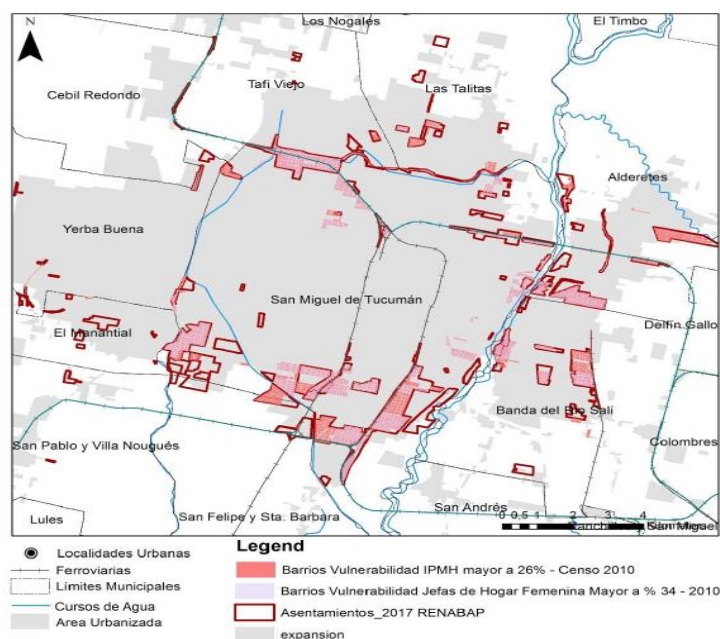 N
Los Nogales
El Timbo
Tafi Viejo
Cebil Redondo
Las Talitas
Alderetes
Yerba Buena
San Miguel de Tucumán
Delfín Gallo
El Manantial
Banda del Río Salí
Colombres
San Pablo y Villa Nougués
San Andrés
San Felipe y Sta. Barbara
Lules
0 0,5 1 2 3 4
San Miguel
Localidades Urbanas
Ferroviarias
Límites Municipales
Cursos de Agua
Area Urbanizada
Legend
Barrios Vulnerabilidad IPMH mayor a 26% - Censo 2010
Barrios Vulnerabilidad Jefas de Hogar Femenina Mayor a % 34 - 2010
Asentamientos_2017 RENABAP
expansion